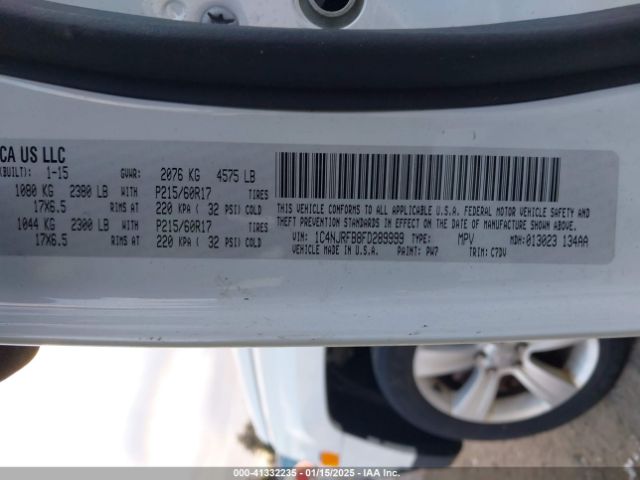 CA US LLC
(BUILT): 1-15 GVWR: 2076 KG 4575 LB
1080 KG 2380 LB WITH P215/60R17 TIRES
17X6.5 RIMS AT 220 KPA ( 32 PSI) COLD
1044 KG 2300 LB WITH P215/60R17 TIRES
17X6.5 RIMS AT 220 KPA ( 32 PSI) COLD
THIS VEHICLE CONFORMS TO ALL APPLICABLE U.S.A. FEDERAL MOTOR VEHICLE SAFETY, BUMPER AND
THEFT PREVENTION STANDARDS IN EFFECT ON THE DATE OF MANUFACTURE SHOWN ABOVE.
VIN: 1C4NJRFB8FD289999 TYPE: MPV MDH: 013023 134AA
VEHICLE MADE IN U.S.A. PAINT: PW7 TRIM: C7DV
000-41332235 - 01/15/2025 - IAA Inc.